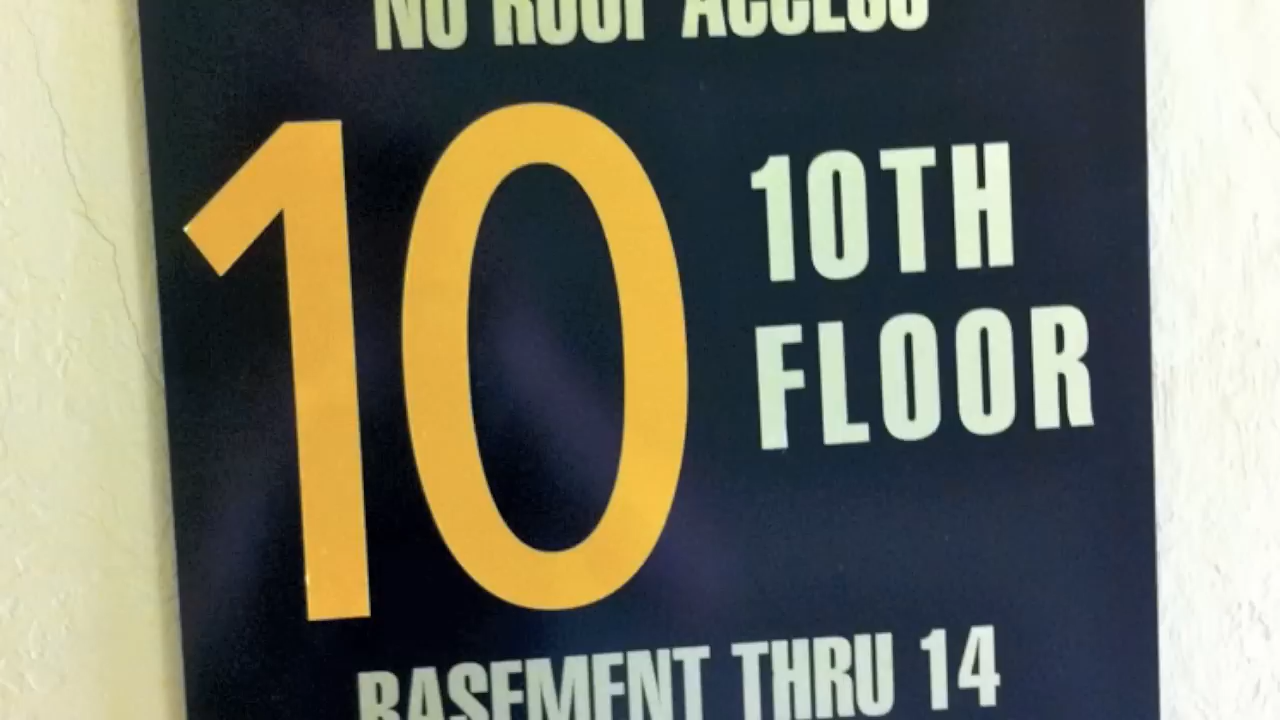 NO ROOF ACCESS
10
10TH
FLOOR
BASEMENT THRU 14